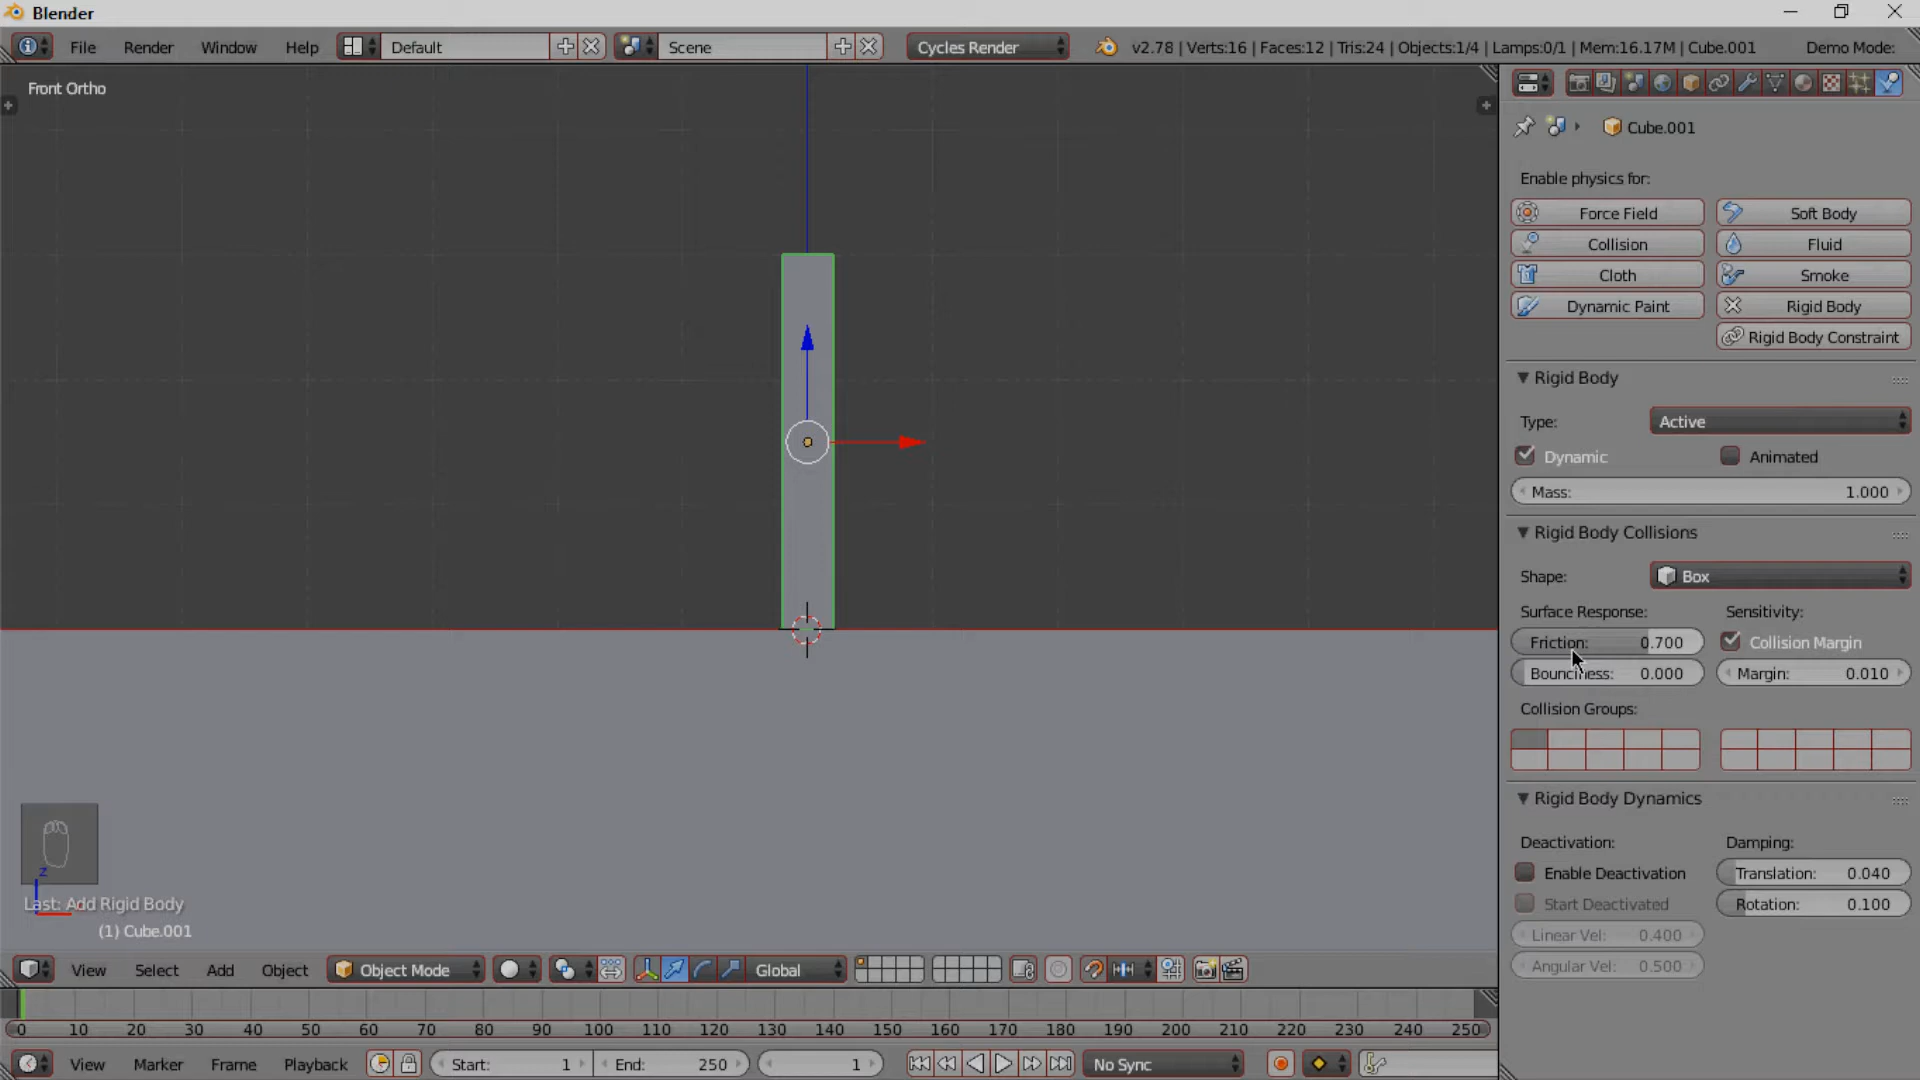 Blender
File Render Window Help Default Scene Cycles Render v2.78 | Verts:16 | Faces:12 | Tris:24 | Objects:1/4 | Lamps:0/1 | Mem:16.17M | Cube.001 Demo Mode:
Front Ortho
Cube.001
Enable physics for:
Force Field Soft Body
Collision Fluid
Cloth Smoke
Dynamic Paint Rigid Body
Rigid Body Constraint
Rigid Body
Type: Active
Dynamic Animated
Mass: 1.000
Rigid Body Collisions
Shape: Box
Surface Response: Sensitivity:
Friction: 0.700 Collision Margin
Bounciness: 0.000 Margin: 0.010
Collision Groups:
Rigid Body Dynamics
Deactivation: Damping:
Enable Deactivation Translation: 0.040
Start Deactivated Rotation: 0.100
Linear Vel: 0.400
Angular Vel: 0.500
z
Last: Add Rigid Body
(1) Cube.001
View Select Add Object Object Mode Global
0 10 20 30 40 50 60 70 80 90 100 110 120 130 140 150 160 170 180 190 200 210 220 230 240 250
View Marker Frame Playback Start: 1 End: 250 1 No Sync